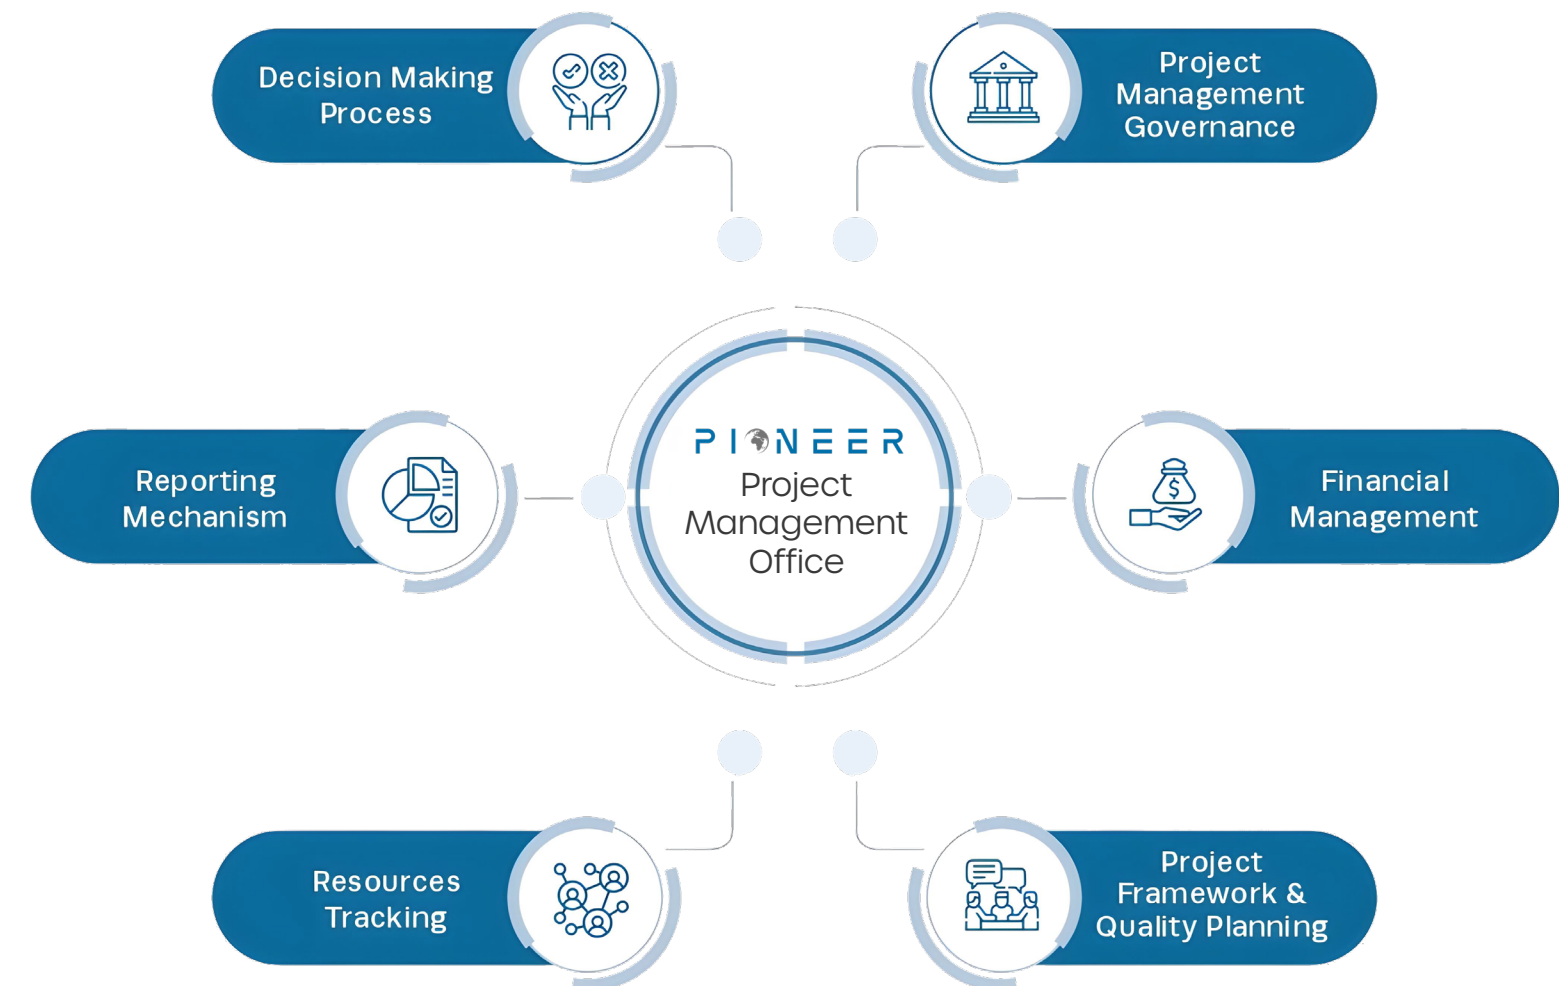 Decision Making
Process
Project
Management
Governance
PIONEER
Project
Management
Office
Reporting
Mechanism
$
Financial
Management
Resources
Tracking
Project
Framework &
Quality Planning